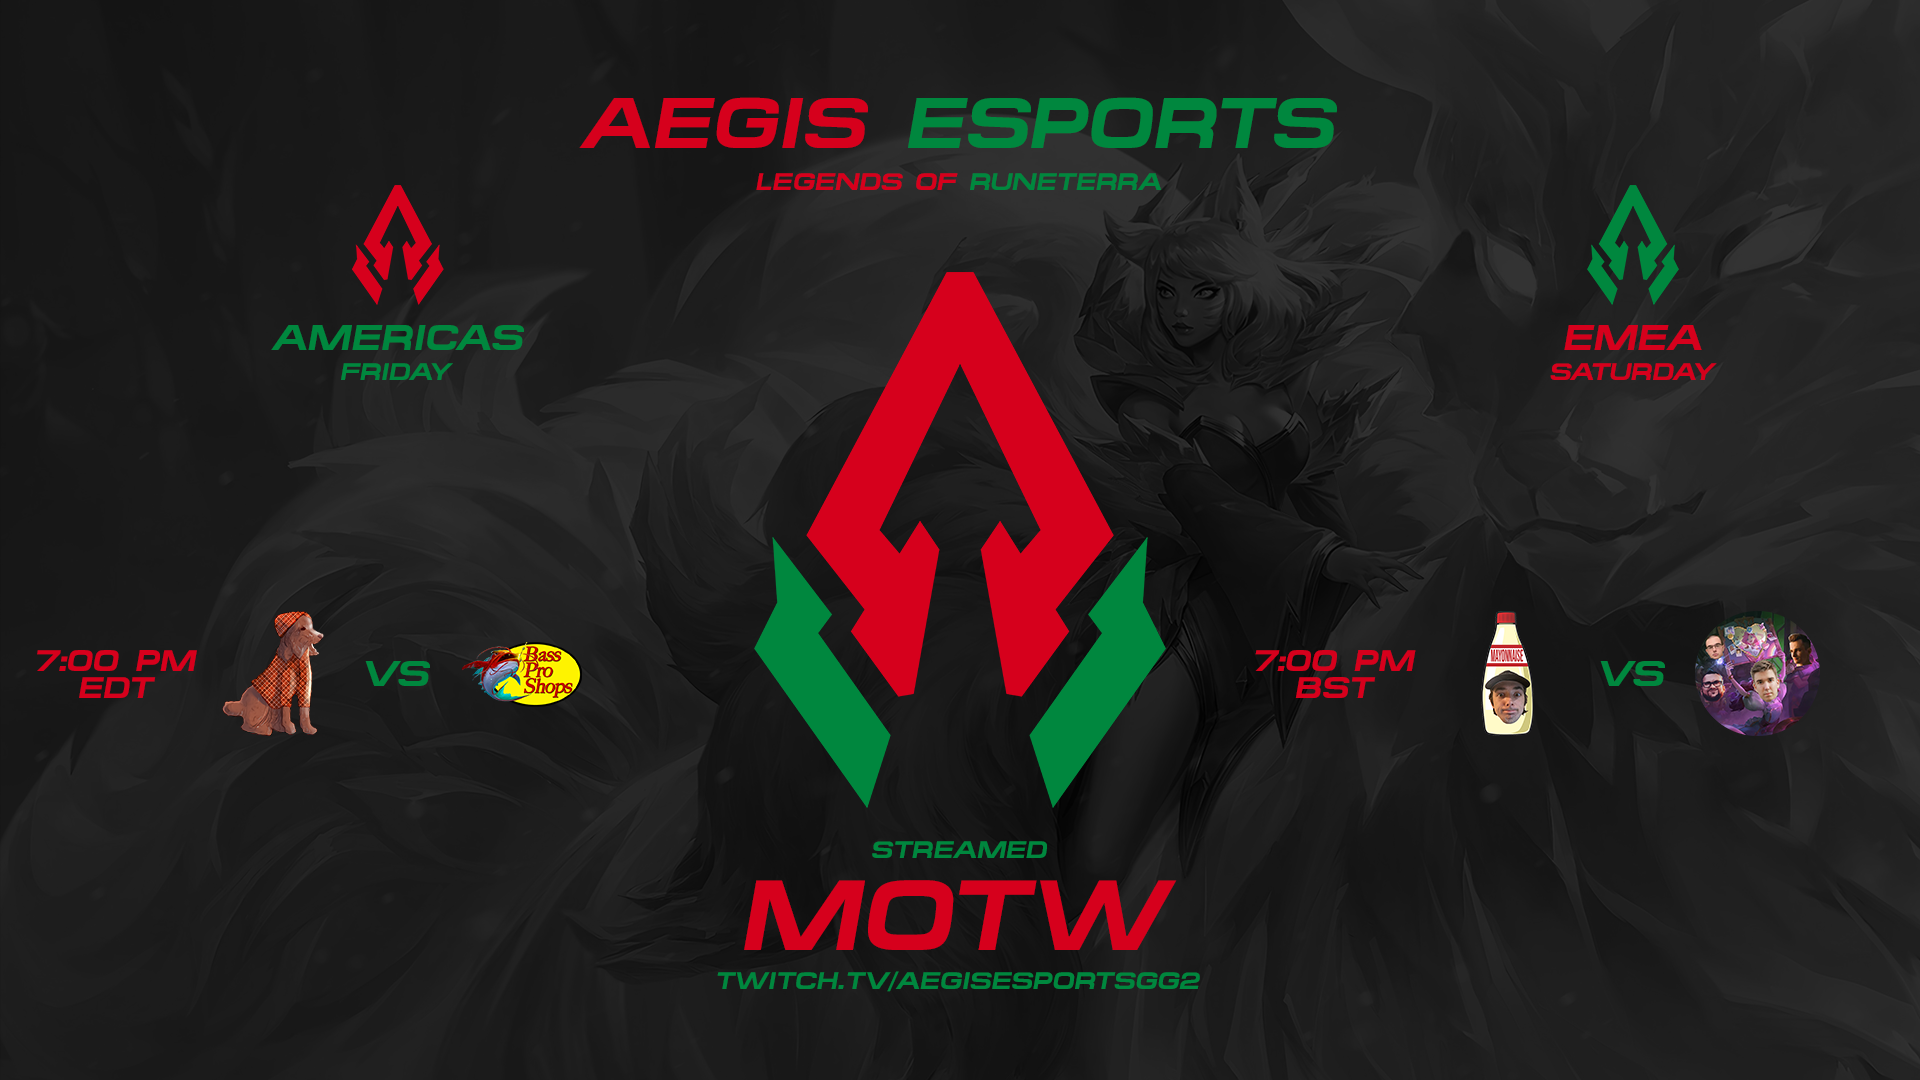 AEGIS ESPORTS
LEGENDS OF RUNETERRA
AMERICAS
FRIDAY
EMEA
SATURDAY
7:00 PM
EDT
VS
Bass
Pro
Shops
7:00 PM
BST
MAYONNAISE
VS
STREAMED
MOTW
TWITCH.TV/AEGISESPORTSGG2